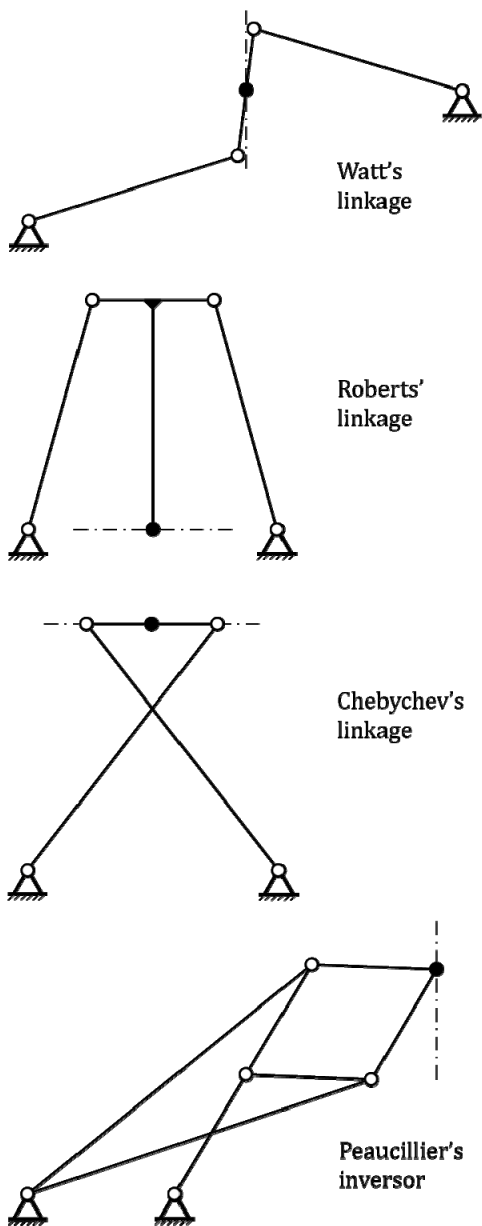 Watt's
linkage
Roberts'
linkage
Chebychev's
linkage
Peaucillier's
inversor